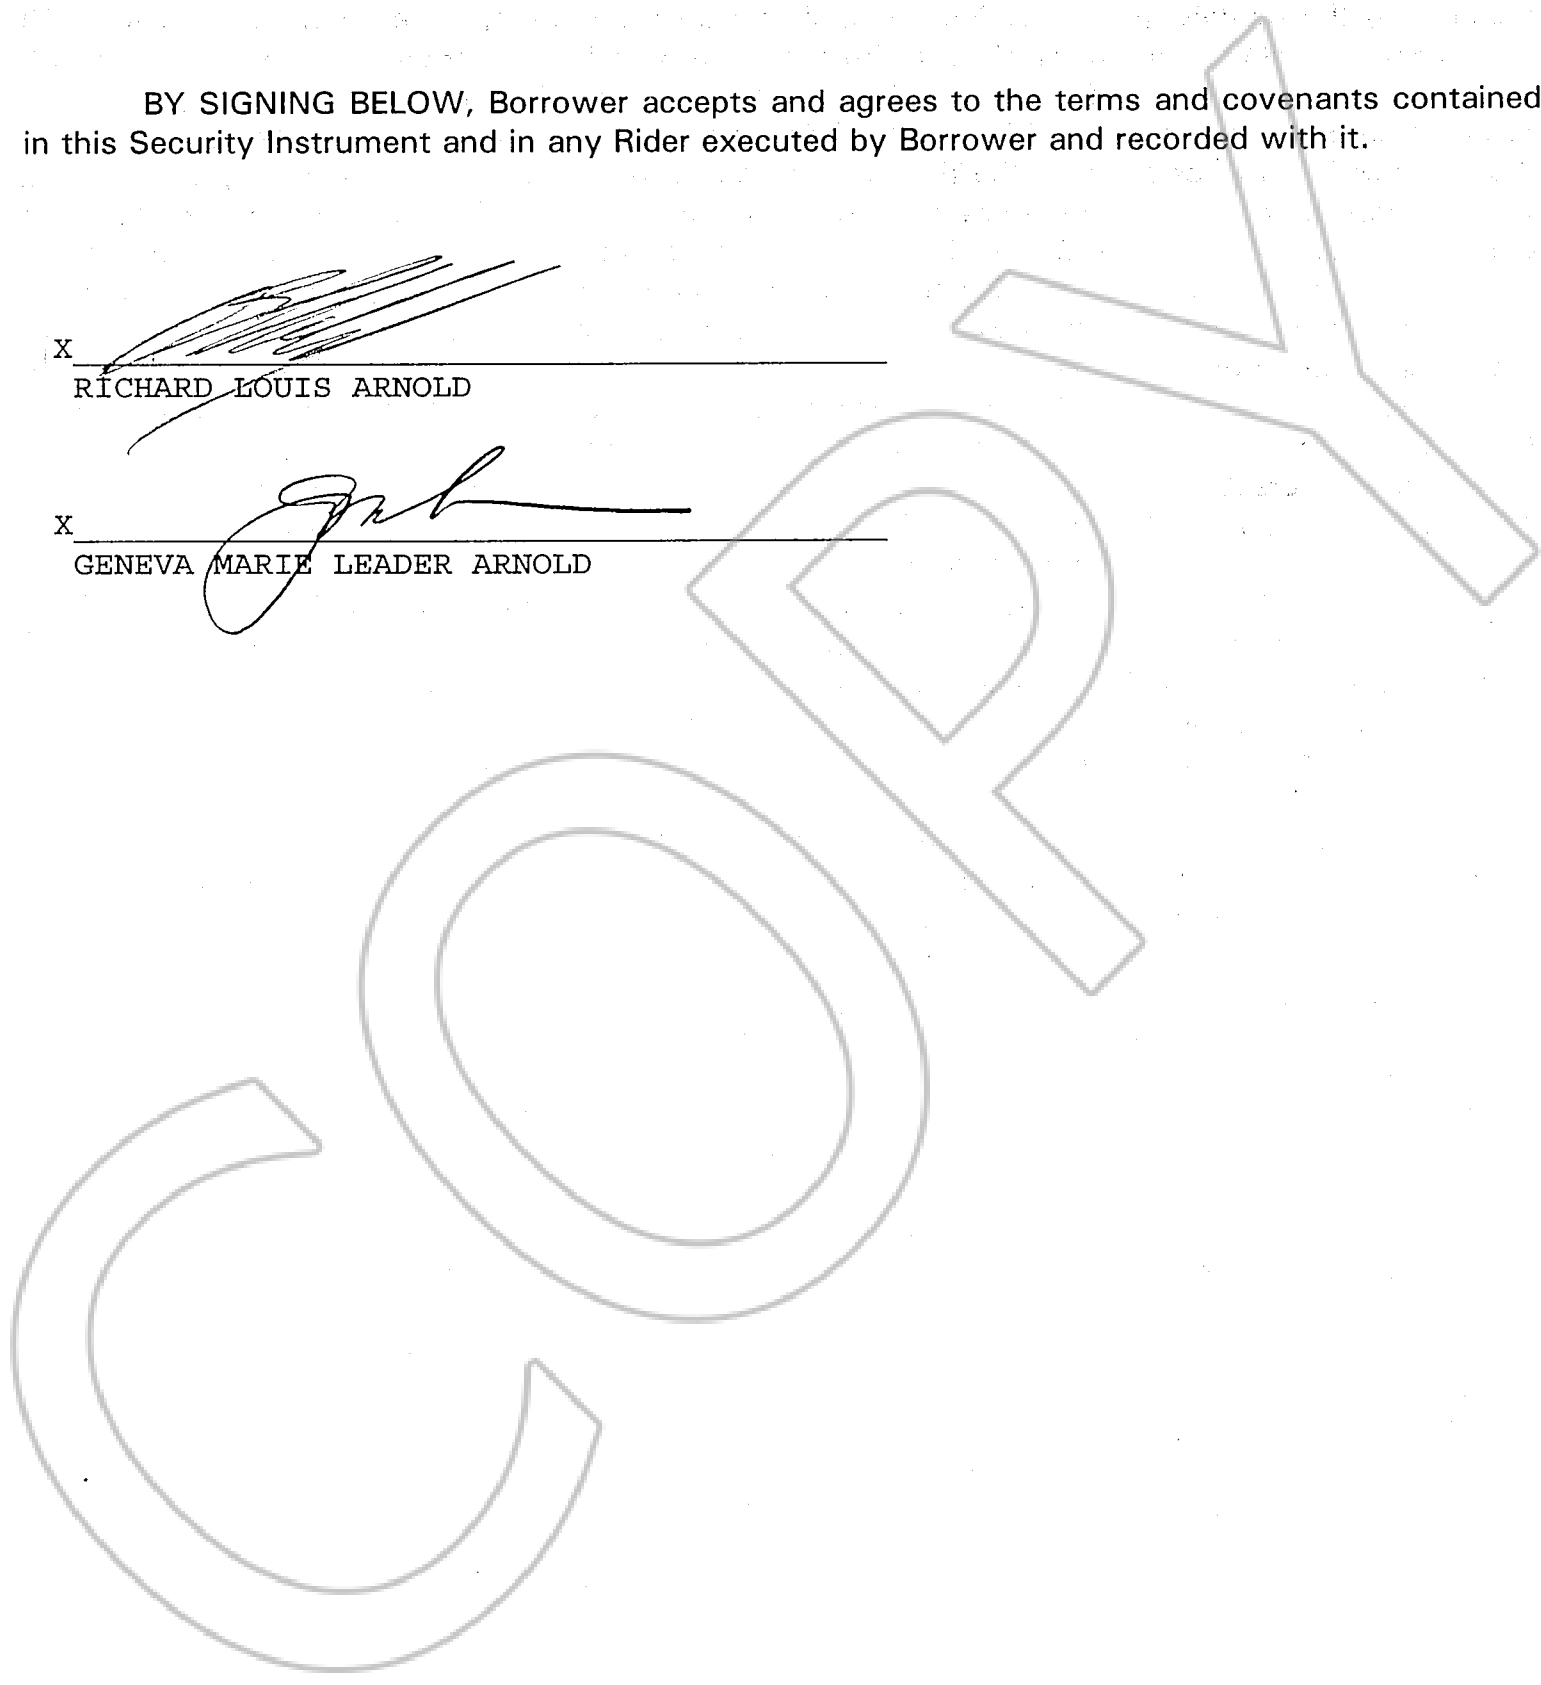 BY SIGNING BELOW, Borrower accepts and agrees to the terms and covenants contained
in this Security Instrument and in any Rider executed by Borrower and recorded with it.
X
RICHARD LOUIS ARNOLD
X
GENEVA MARIE LEADER ARNOLD
COPY